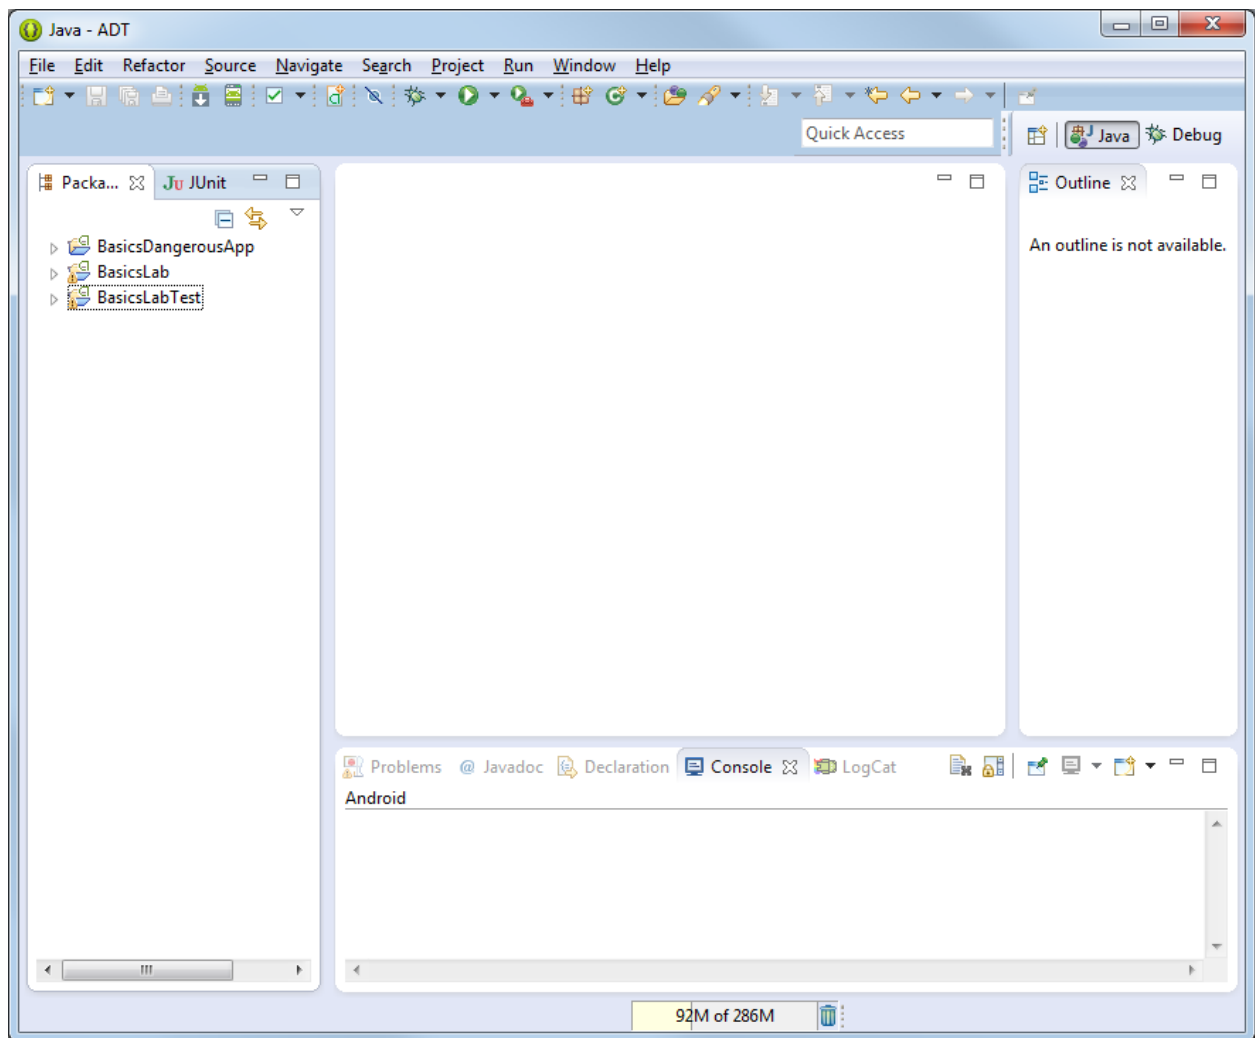 Java - ADT
File Edit Refactor Source Navigate Search Project Run Window Help
Quick Access
Java
Debug
Packa...
Ju JUnit
Outline
BasicsDangerousApp
BasicsLab
BasicsLabTest
An outline is not available.
Problems @ Javadoc Declaration Console LogCat
Android
92M of 286M